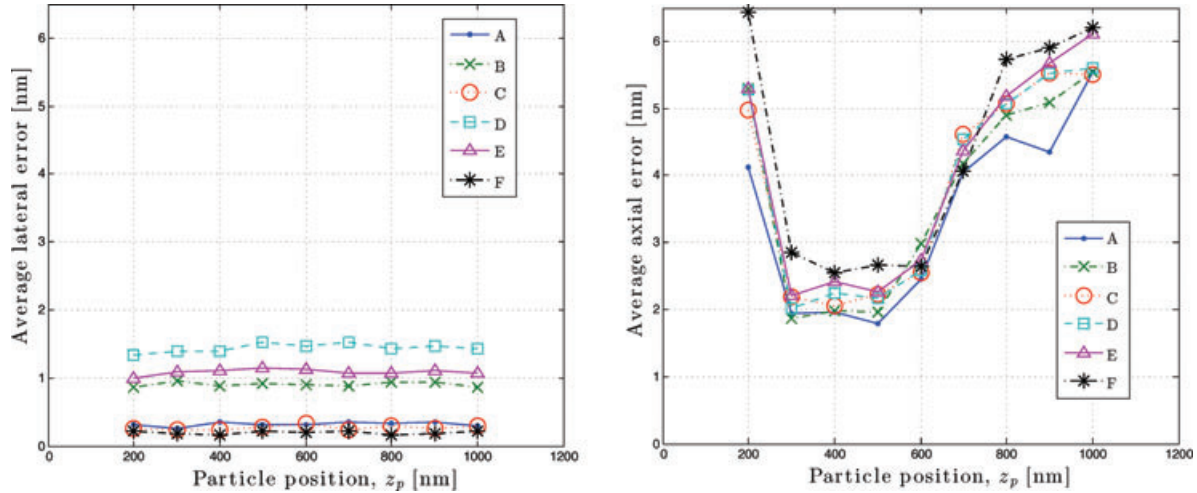 Average lateral error [nm]
6
5
4
3
2
1
0
0 200 400 600 800 1000 1200
Particle position, z_p [nm]
A
B
C
D
E
F
Average axial error [nm]
6
5
4
3
2
1
0
0 200 400 600 800 1000 1200
Particle position, z_p [nm]
A
B
C
D
E
F